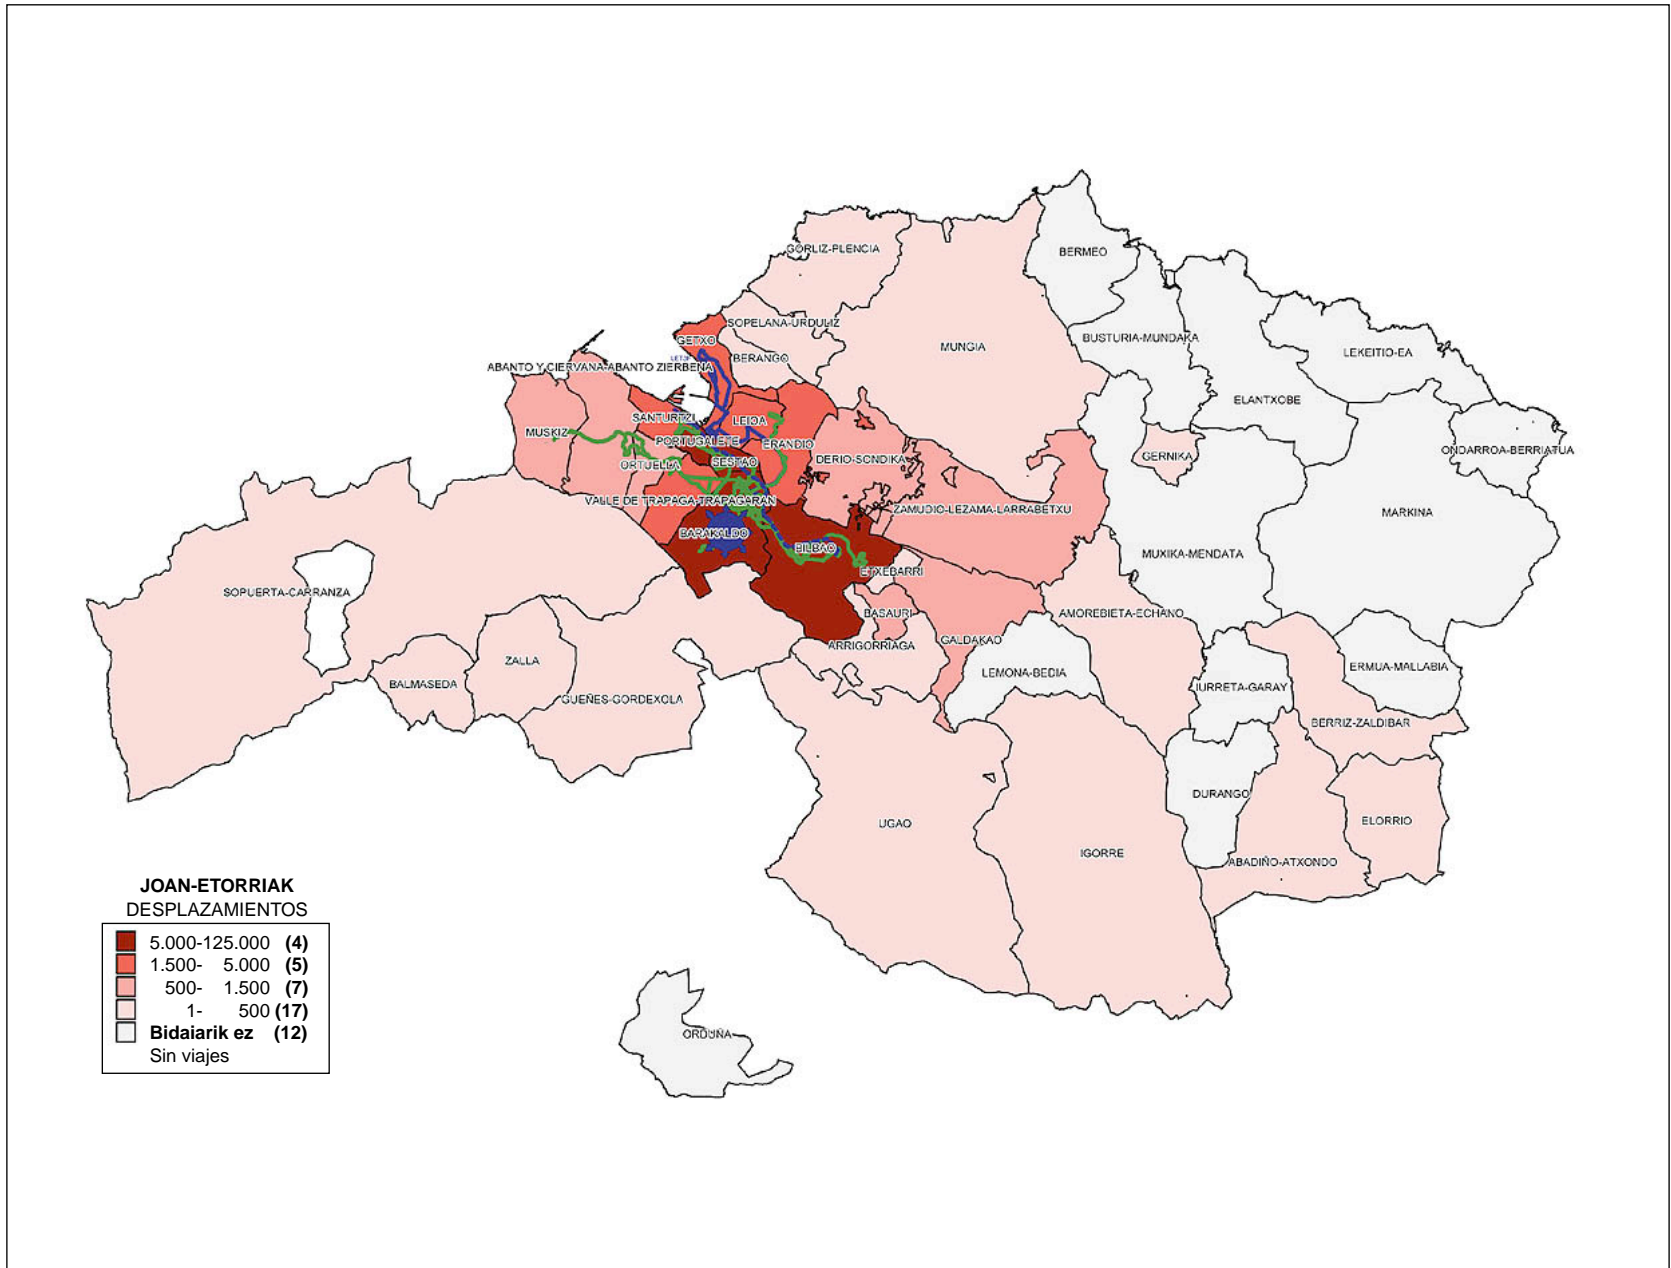 BERMEO
GORLIZ-PLENCIA
SOPELANA-URDULIZ
BUSTURIA-MUNDAKA
GETXO
MUNGIA
LEKEITIO-EA
BERANGO
ABANTO Y CIERVANA-ABANTO ZIERBENA
ELANTXOBE
SANTURTZI
LEIOA
MUSKIZ
PORTUGALETE
ERANDIO
ONDARROA-BERRIATUA
GERNIKA
SESTAO
DERIO-SONDIKA
ORTUELLA
VALLE DE TRAPAGA-TRAPAGARAN
ZAMUDIO-LEZAMA-LARRABETXU
MARKINA
BARAKALDO
BILBAO
MUXIKA-MENDATA
ETXEBARRI
SOPUERTA-CARRANZA
BASAURI
AMOREBIETA-ECHANO
GALDAKAO
ARRIGORRIAGA
ZALLA
LEMONA-BEDIA
ERMUA-MALLABIA
BALMASEDA
IURRETA-GARAY
GUEÑES-GORDEXOLA
BERRIZ-ZALDIBAR
DURANGO
UGAO
ELORRIO
IGORRE
ABADIÑO-ATXONDO
JOAN-ETORRIAK
DESPLAZAMIENTOS
5.000-125.000 (4)
1.500- 5.000 (5)
500- 1.500 (7)
1- 500 (17)
Bidaiarik ez (12)
Sin viajes
ORDUÑA